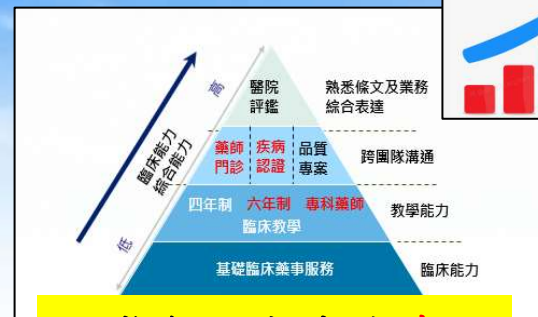 高
臨床能力
綜合能力
低
醫院
評鑑
熟悉條文及業務
綜合表達
藥師 疾病 品質
門診 認證 專案
跨團隊溝通
四年制 六年制 專科藥師
臨床教學
教學能力
基礎臨床藥事服務
臨床能力